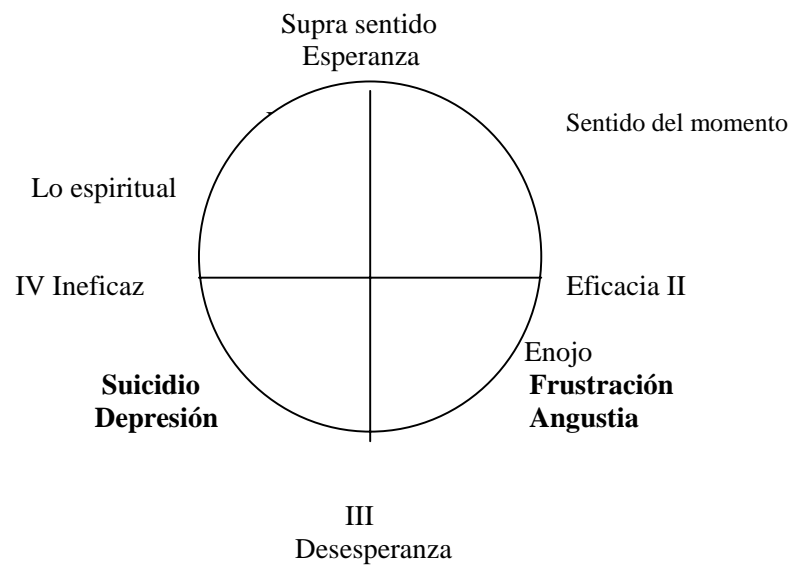 Supra sentido
Esperanza
Sentido del momento
Lo espiritual
IV Ineficaz
Eficacia II
Enojo
Suicidio
Frustración
Depresión
Angustia
III
Desesperanza